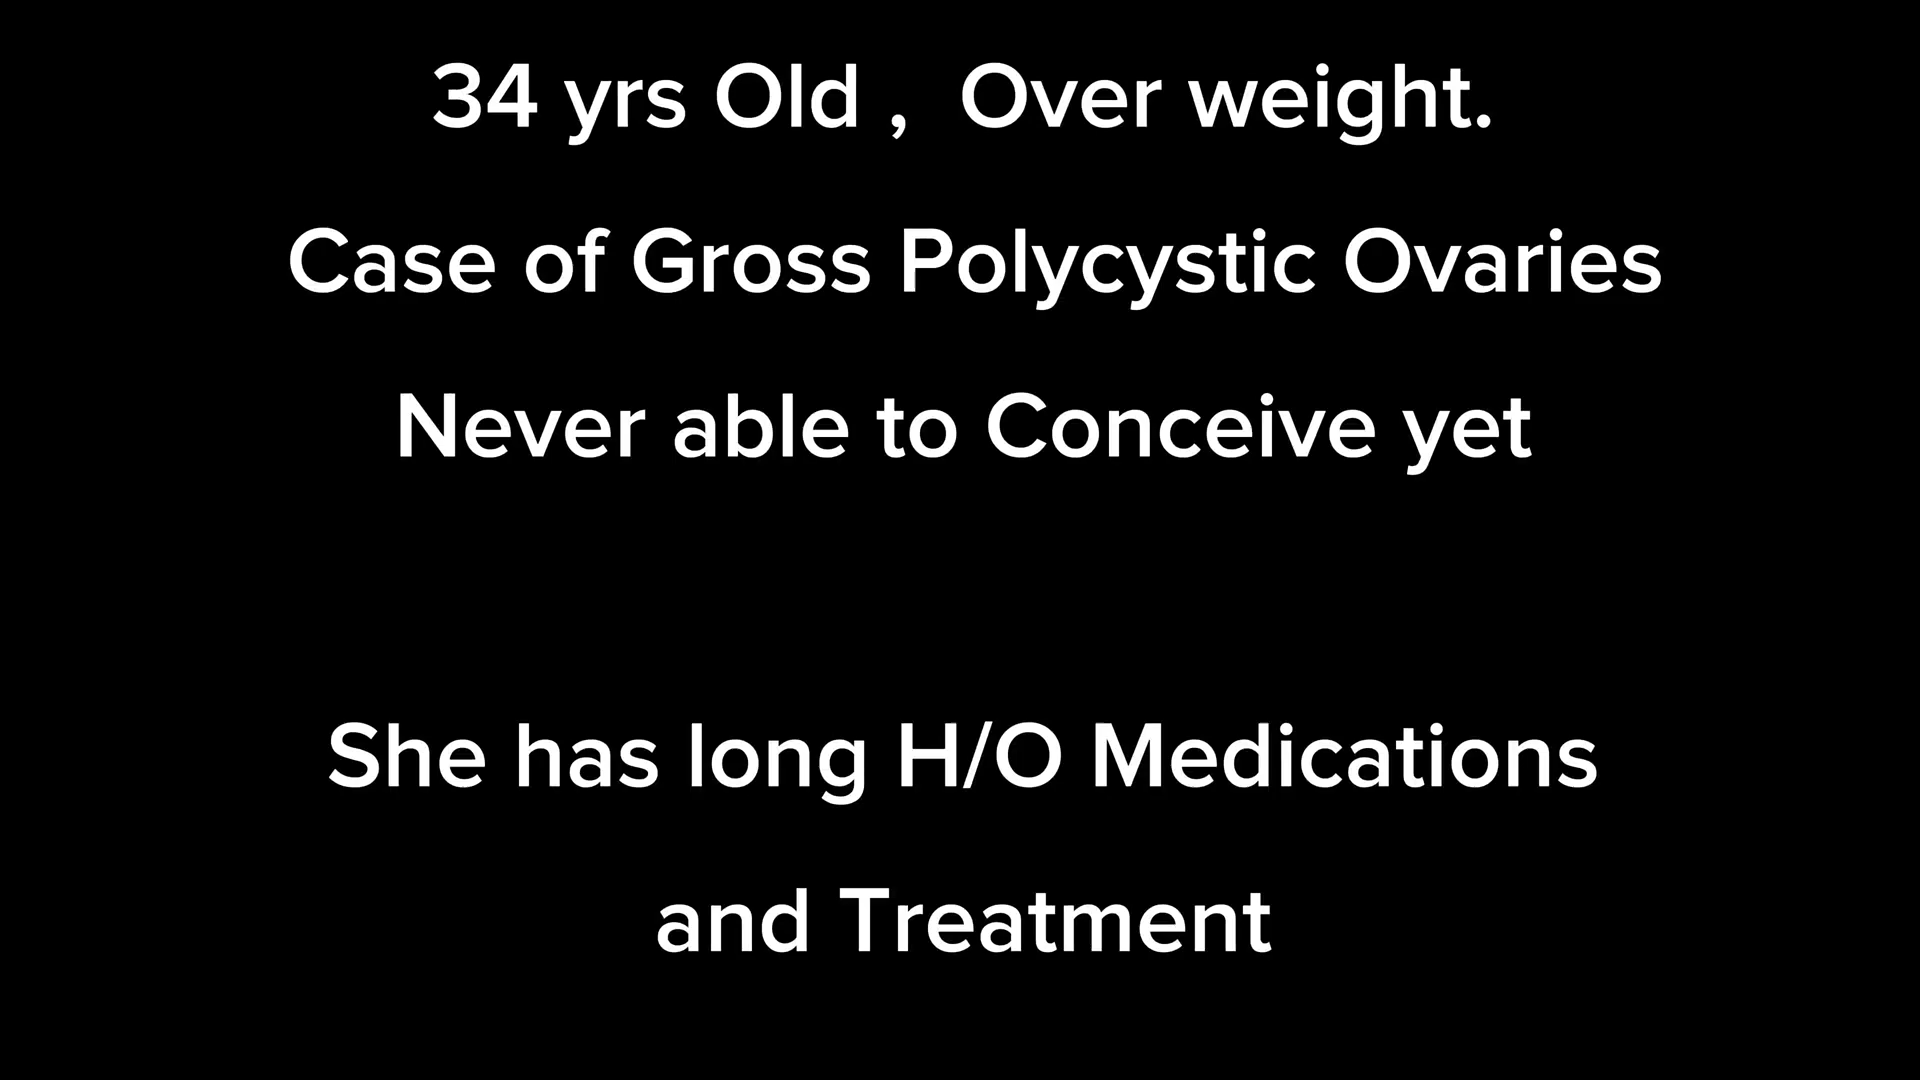 34 yrs Old ,  Over weight.
Case of Gross Polycystic Ovaries
Never able to Conceive yet
She has long H/O Medications
and Treatment